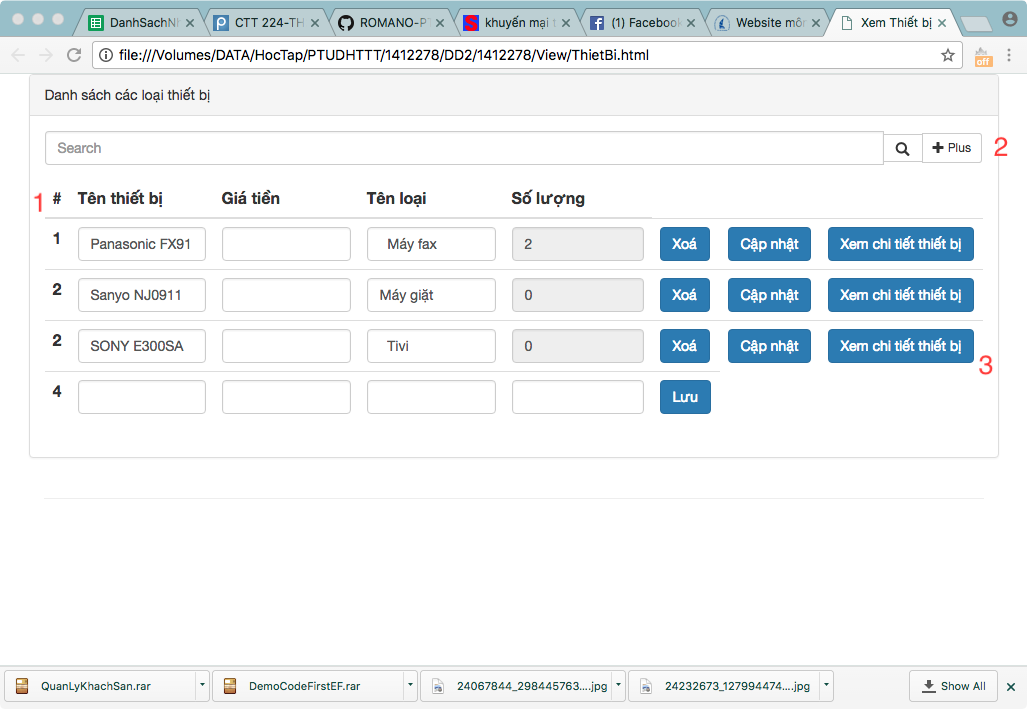 DanhSachNh
CTT 224-TH
ROMANO-PT
khuyến mại t
(1) Facebook
Website môn
Xem Thiết bị
file:///Volumes/DATA/HocTap/PTUDHTTT/1412278/DD2/1412278/View/ThietBi.html
off
Danh sách các loại thiết bị
Search
Plus
2
1
# Tên thiết bị Giá tiền Tên loại Số lượng
1 Panasonic FX91 Máy fax 2 Xoá Cập nhật Xem chi tiết thiết bị
2 Sanyo NJ0911 Máy giặt 0 Xoá Cập nhật Xem chi tiết thiết bị
2 SONY E300SA Tivi 0 Xoá Cập nhật Xem chi tiết thiết bị
3
4 Lưu
QuanLyKhachSan.rar
DemoCodeFirstEF.rar
24067844_298445763....jpg
24232673_127994474....jpg
Show All